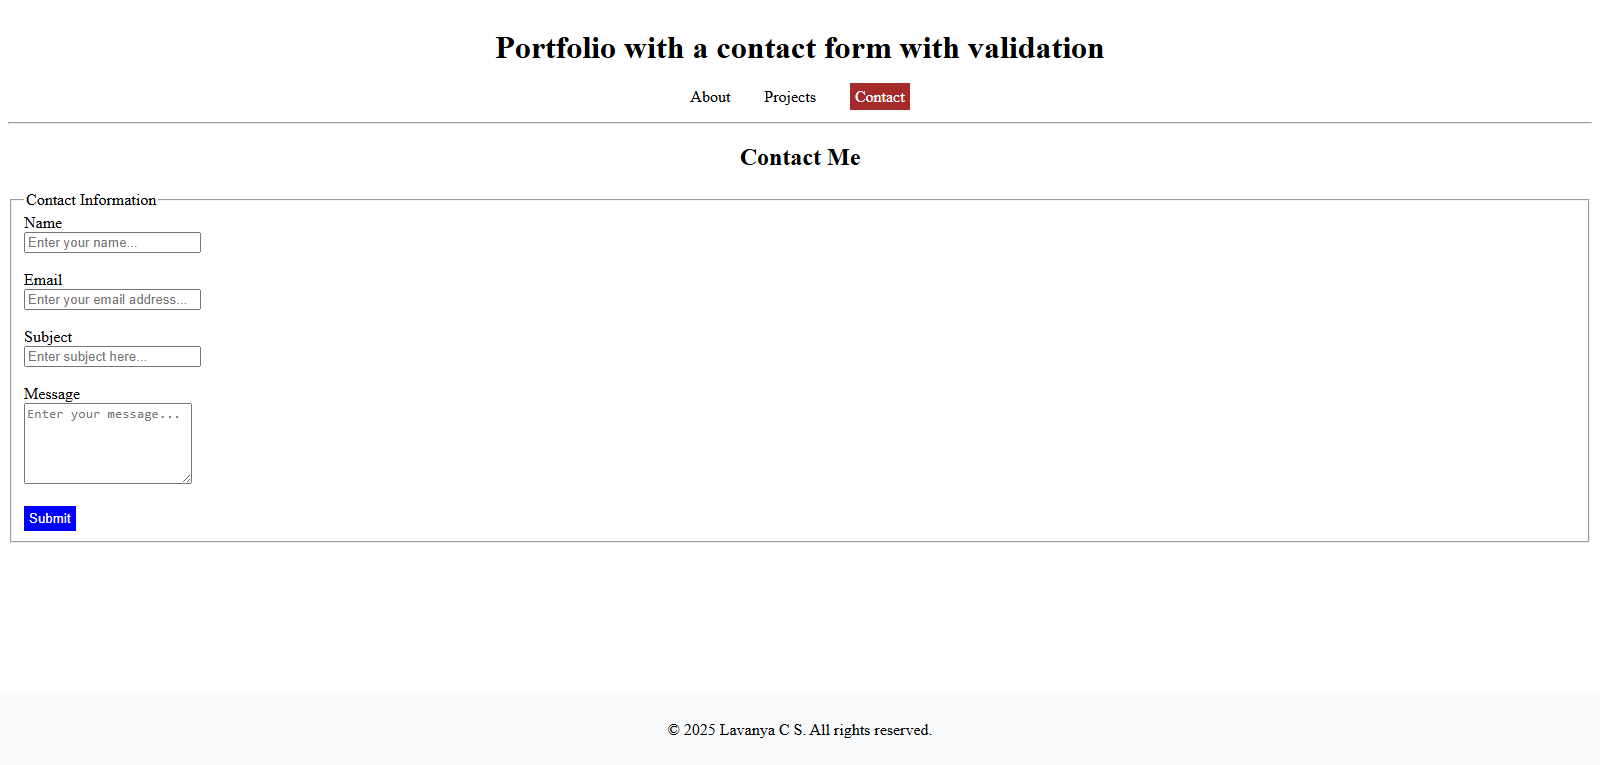 Portfolio with a contact form with validation
About Projects Contact
Contact Me
Contact Information
Name
Enter your name...
Email
Enter your email address...
Subject
Enter subject here...
Message
Enter your message...
Submit
© 2025 Lavanya C S. All rights reserved.